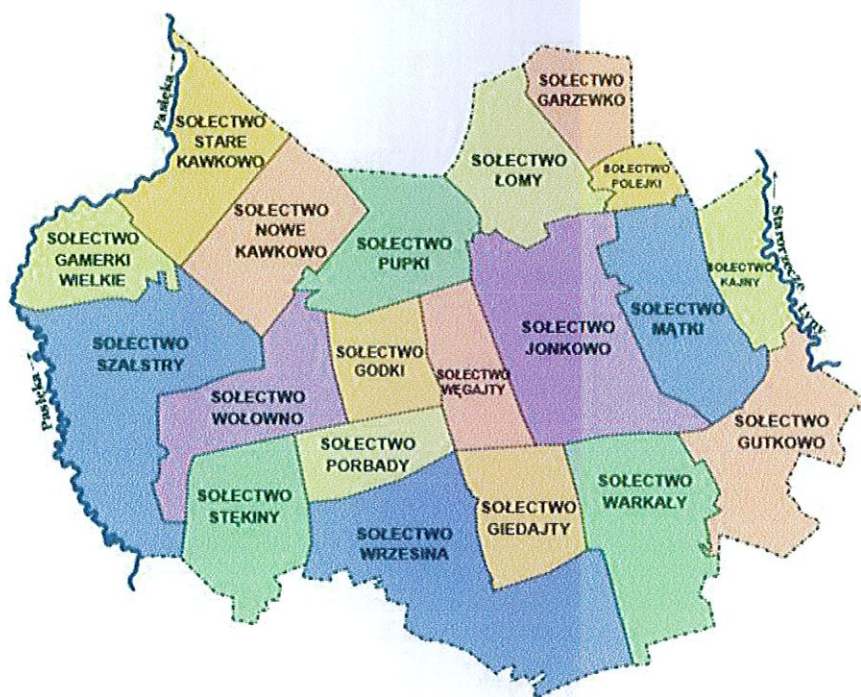 Pasłęka
SOŁECTWO
STARE
KAWKOWO
SOŁECTWO
GARZEWKO
SOŁECTWO
ŁOMY
SOŁECTWO
POLEJKI
SOŁECTWO
NOWE
KAWKOWO
SOŁECTWO
GAMERKI
WIELKIE
SOŁECTWO
PUPKI
SOŁECTWO
KAJNY
Starorzecze Łyny
SOŁECTWO
MĄTKI
SOŁECTWO
JONKOWO
SOŁECTWO
SZAŁSTRY
Pasłęka
SOŁECTWO
GODKI
SOŁECTWO
WĘGAJTY
SOŁECTWO
WOŁOWNO
SOŁECTWO
GUTKOWO
SOŁECTWO
PORBADY
SOŁECTWO
WARKAŁY
SOŁECTWO
STĘKINY
SOŁECTWO
GIEDAJTY
SOŁECTWO
WRZESINA